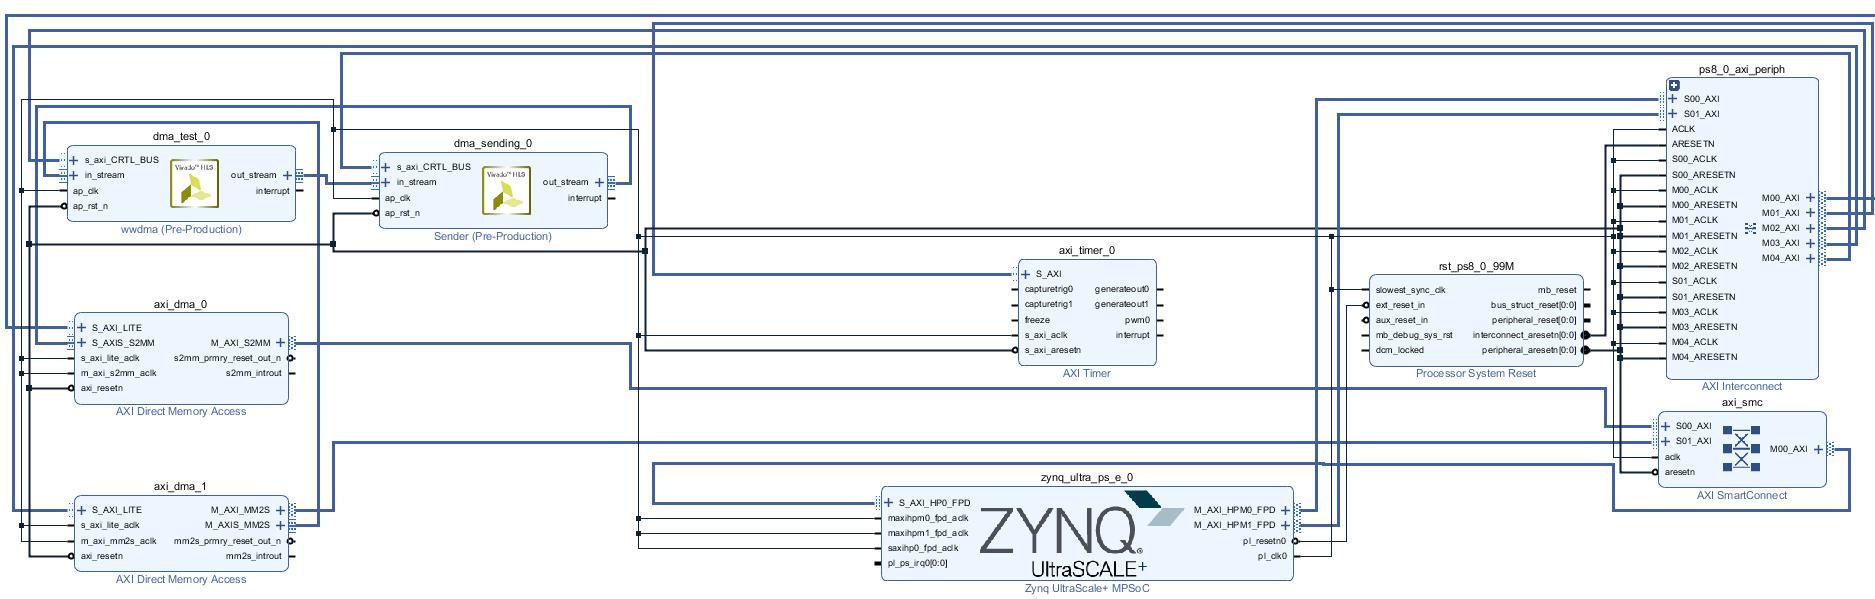 dma_test_0
s_axi_CRTL_BUS
in_stream
ap_clk
ap_rst_n
Vivado™ HLS
out_stream
interrupt
wwdma (Pre-Production)
dma_sending_0
s_axi_CRTL_BUS
in_stream
ap_clk
ap_rst_n
Vivado™ HLS
out_stream
interrupt
Sender (Pre-Production)
axi_dma_0
S_AXI_LITE
S_AXIS_S2MM
s_axi_lite_aclk
m_axi_s2mm_aclk
axi_resetn
M_AXI_S2MM
s2mm_prmry_reset_out_n
s2mm_introut
AXI Direct Memory Access
axi_dma_1
S_AXI_LITE
s_axi_lite_aclk
m_axi_mm2s_aclk
axi_resetn
M_AXI_MM2S
M_AXIS_MM2S
mm2s_prmry_reset_out_n
mm2s_introut
AXI Direct Memory Access
axi_timer_0
S_AXI
capturetrig0
capturetrig1
freeze
s_axi_aclk
s_axi_aresetn
generateout0
generateout1
pwm0
interrupt
AXI Timer
zynq_ultra_ps_e_0
S_AXI_HP0_FPD
maxihpm0_fpd_aclk
maxihpm1_fpd_aclk
saxihp0_fpd_aclk
pl_ps_irq0[0:0]
ZYNQ
UltraSCALE+
M_AXI_HPM0_FPD
M_AXI_HPM1_FPD
pl_resetn0
pl_clk0
Zynq UltraScale+ MPSoC
rst_ps8_0_99M
slowest_sync_clk
ext_reset_in
aux_reset_in
mb_debug_sys_rst
dcm_locked
mb_reset
bus_struct_reset[0:0]
peripheral_reset[0:0]
interconnect_aresetn[0:0]
peripheral_aresetn[0:0]
Processor System Reset
ps8_0_axi_periph
S00_AXI
S01_AXI
ACLK
ARESETN
S00_ACLK
S00_ARESETN
M00_ACLK
M00_ARESETN
M01_ACLK
M01_ARESETN
M02_ACLK
M02_ARESETN
S01_ACLK
S01_ARESETN
M03_ACLK
M03_ARESETN
M04_ACLK
M04_ARESETN
M00_AXI
M01_AXI
M02_AXI
M03_AXI
M04_AXI
AXI Interconnect
axi_smc
S00_AXI
S01_AXI
aclk
aresetn
M00_AXI
AXI SmartConnect